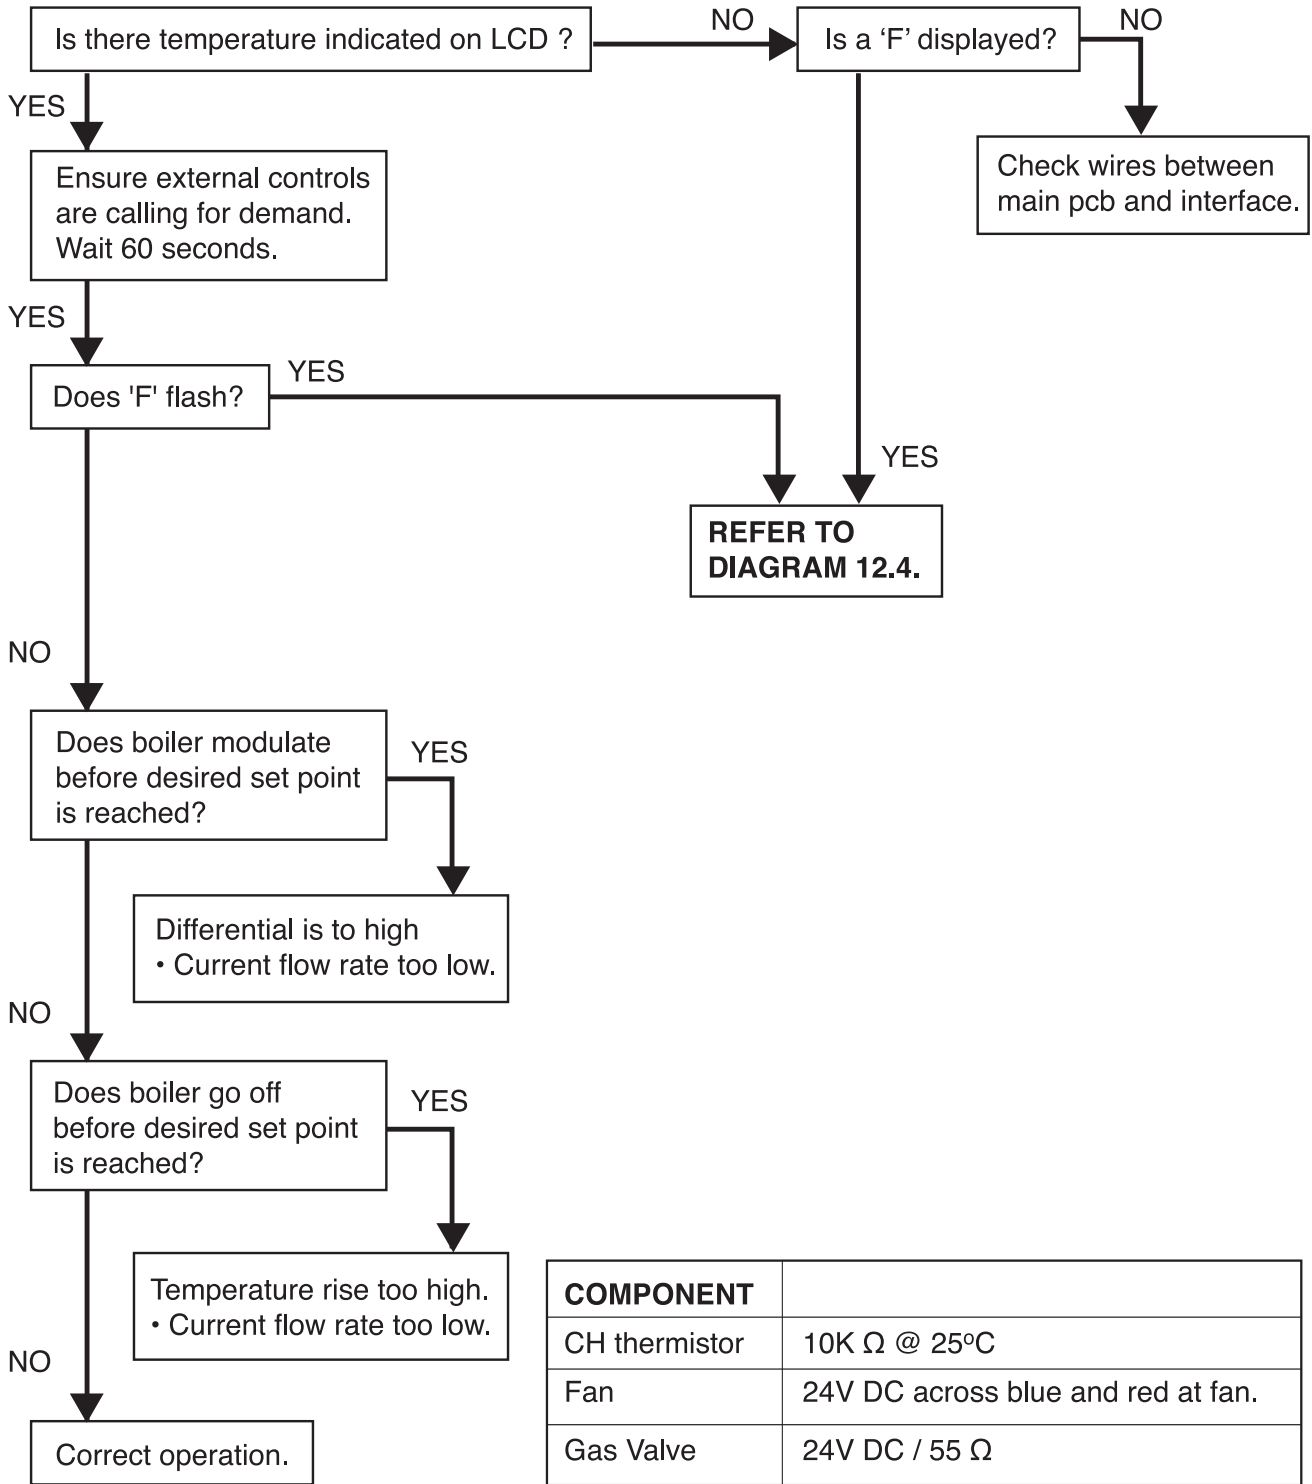 Is there temperature indicated on LCD ?
NO
Is a ‘F’ displayed?
NO
YES
Check wires between
main pcb and interface.
Ensure external controls
are calling for demand.
Wait 60 seconds.
YES
Does 'F' flash?
YES
YES
REFER TO
DIAGRAM 12.4.
NO
Does boiler modulate
before desired set point
is reached?
YES
Differential is to high
• Current flow rate too low.
NO
Does boiler go off
before desired set point
is reached?
YES
Temperature rise too high.
• Current flow rate too low.
NO
Correct operation.
COMPONENT
CH thermistor 10K Ω @ 25ºC
Fan 24V DC across blue and red at fan.
Gas Valve 24V DC / 55 Ω